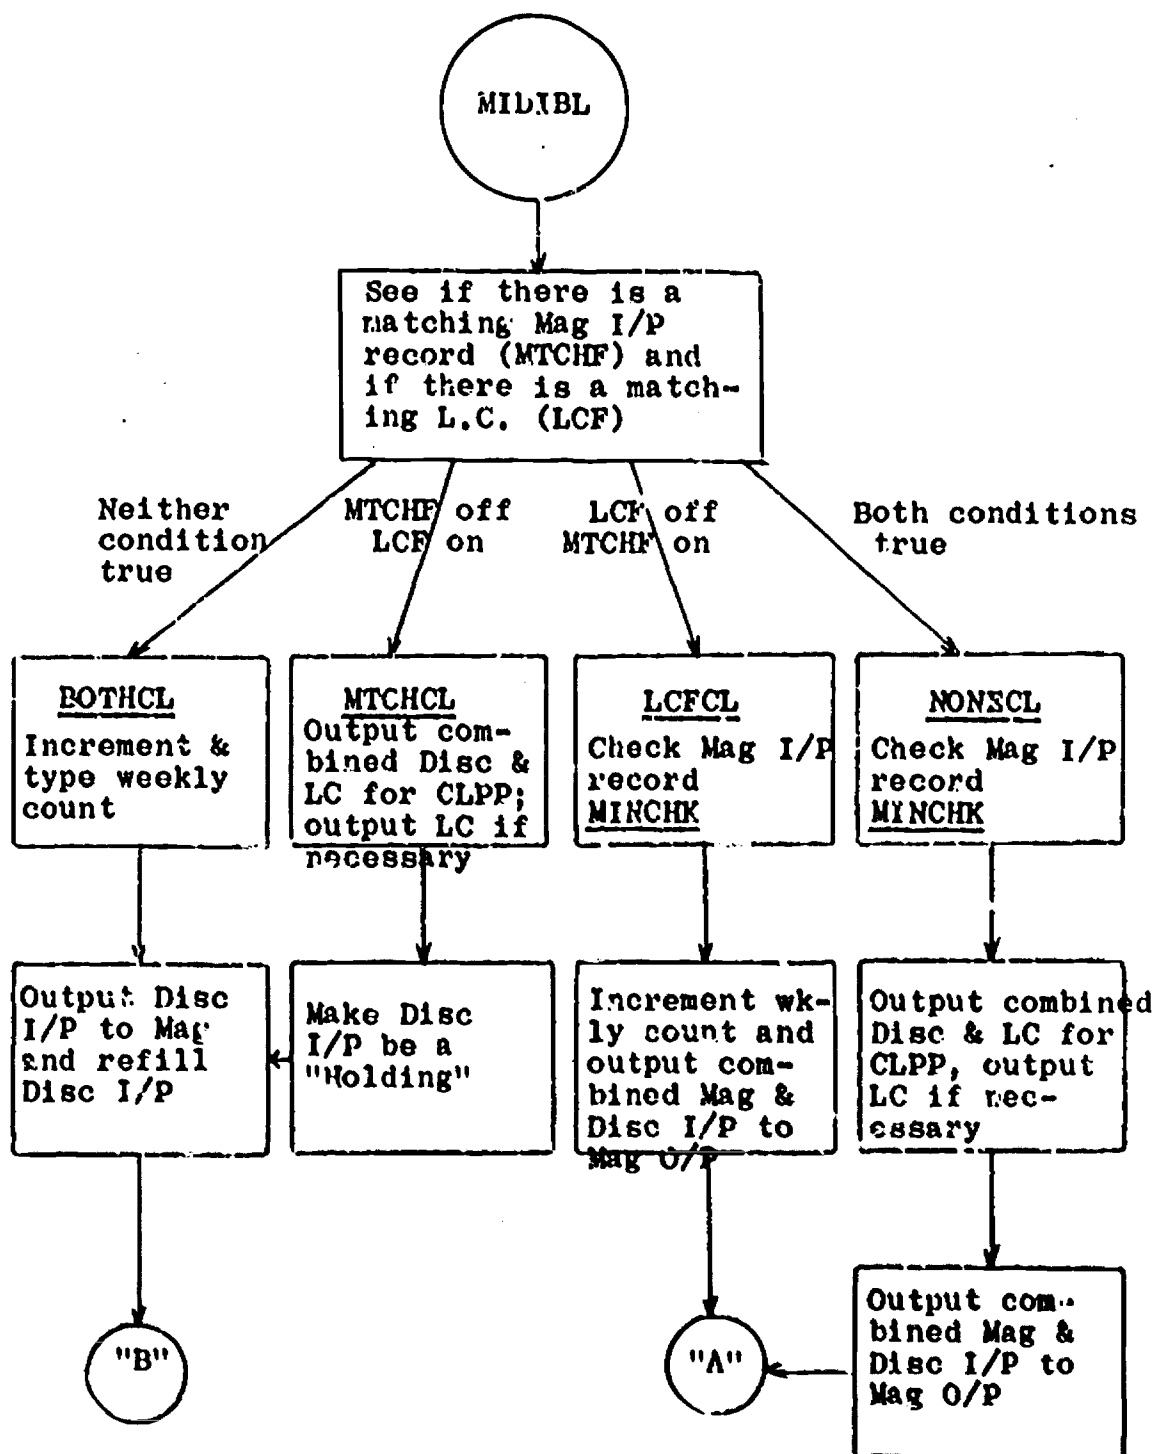 MIDIBL
See if there is a
matching Mag I/P
record (MTCHF) and
if there is a match-
ing L.C. (LCF)
Neither
condition
true
MTCHF off
LCF on
LCF off
MTCHF on
Both conditions
true
BOTHCL
Increment &
type weekly
count
MTCHCL
Output com-
bined Disc &
LC for CLPP;
output LC if
necessary
LCFCL
Check Mag I/P
record
MINCHK
NONECL
Check Mag I/P
record
MINCHK
Output Disc
I/P to Mag
and refill
Disc I/P
Make Disc
I/P be a
"Holding"
Increment wk-
ly count and
output com-
bined Mag &
Disc I/P to
Mag O/P
Output combined
Disc & LC for
CLPP, output
LC if nec-
essary
Output com-
bined Mag &
Disc I/P to
Mag O/P
"B"
"A"